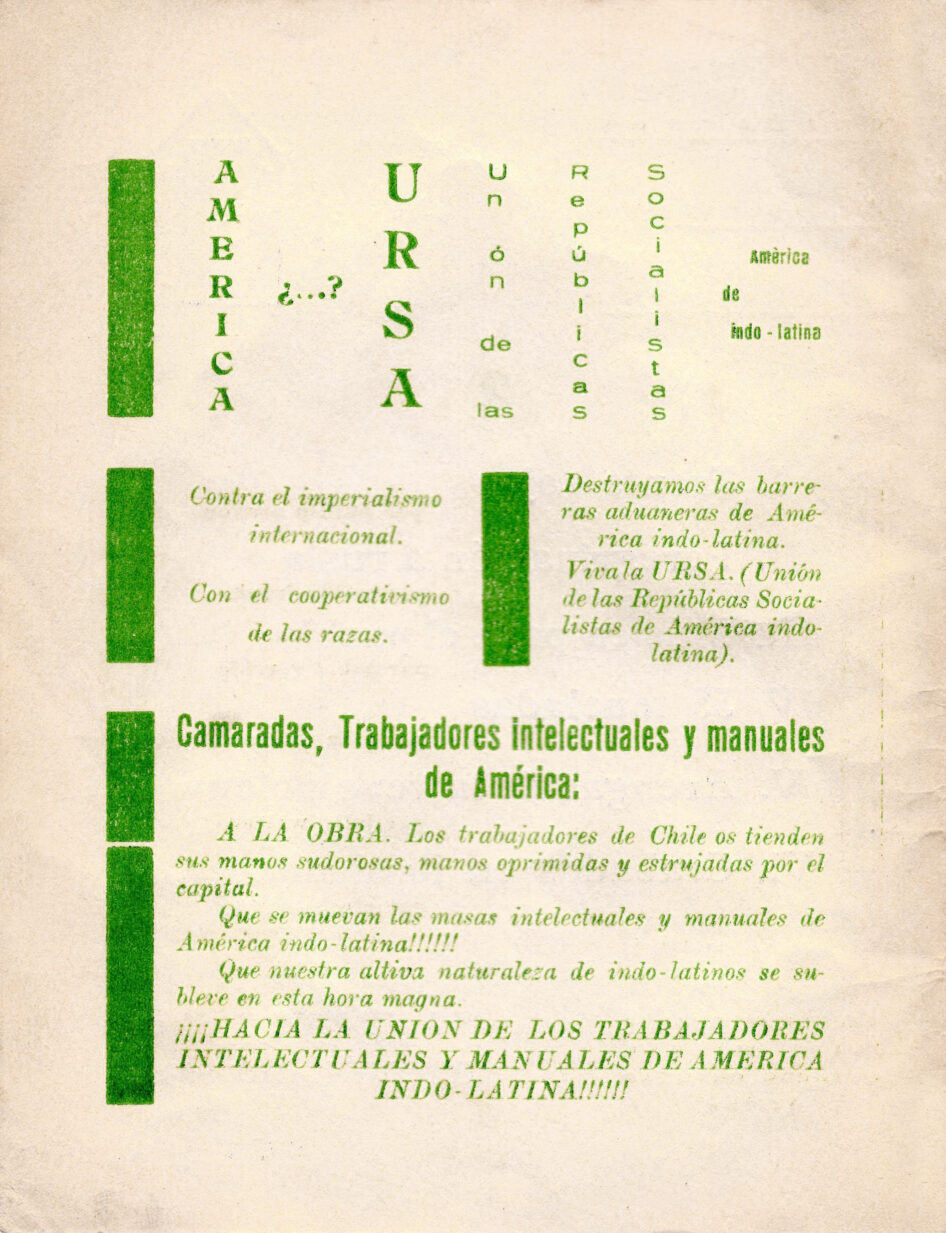 AMERICA
¿...?
URSA
Unón
de
las
Repúblicas
Socialistas
Amèrica
de
indo - latina
Contra el imperialismo
internacional.
Con el cooperativismo
de las razas.
Destruyamos las barre-
ras aduaneras de Amé-
rica indo-latina.
Viva la URSA. (Unión
de las Repúblicas Socia-
listas de América indo-
latina).
Camaradas, Trabajadores intelectuales y manuales
de América:
A LA OBRA. Los trabajadores de Chile os tienden
sus manos sudorosas, manos oprimidas y estrujadas por el
capital.
Que se muevan las masas intelectuales y manuales de
América indo-latina!!!!!!
Que nuestra altiva naturaleza de indo-latinos se su-
bleve en esta hora magna.
¡¡¡¡HACIA LA UNION DE LOS TRABAJADORES
INTELECTUALES Y MANUALES DE AMERICA
INDO-LATINA!!!!!!